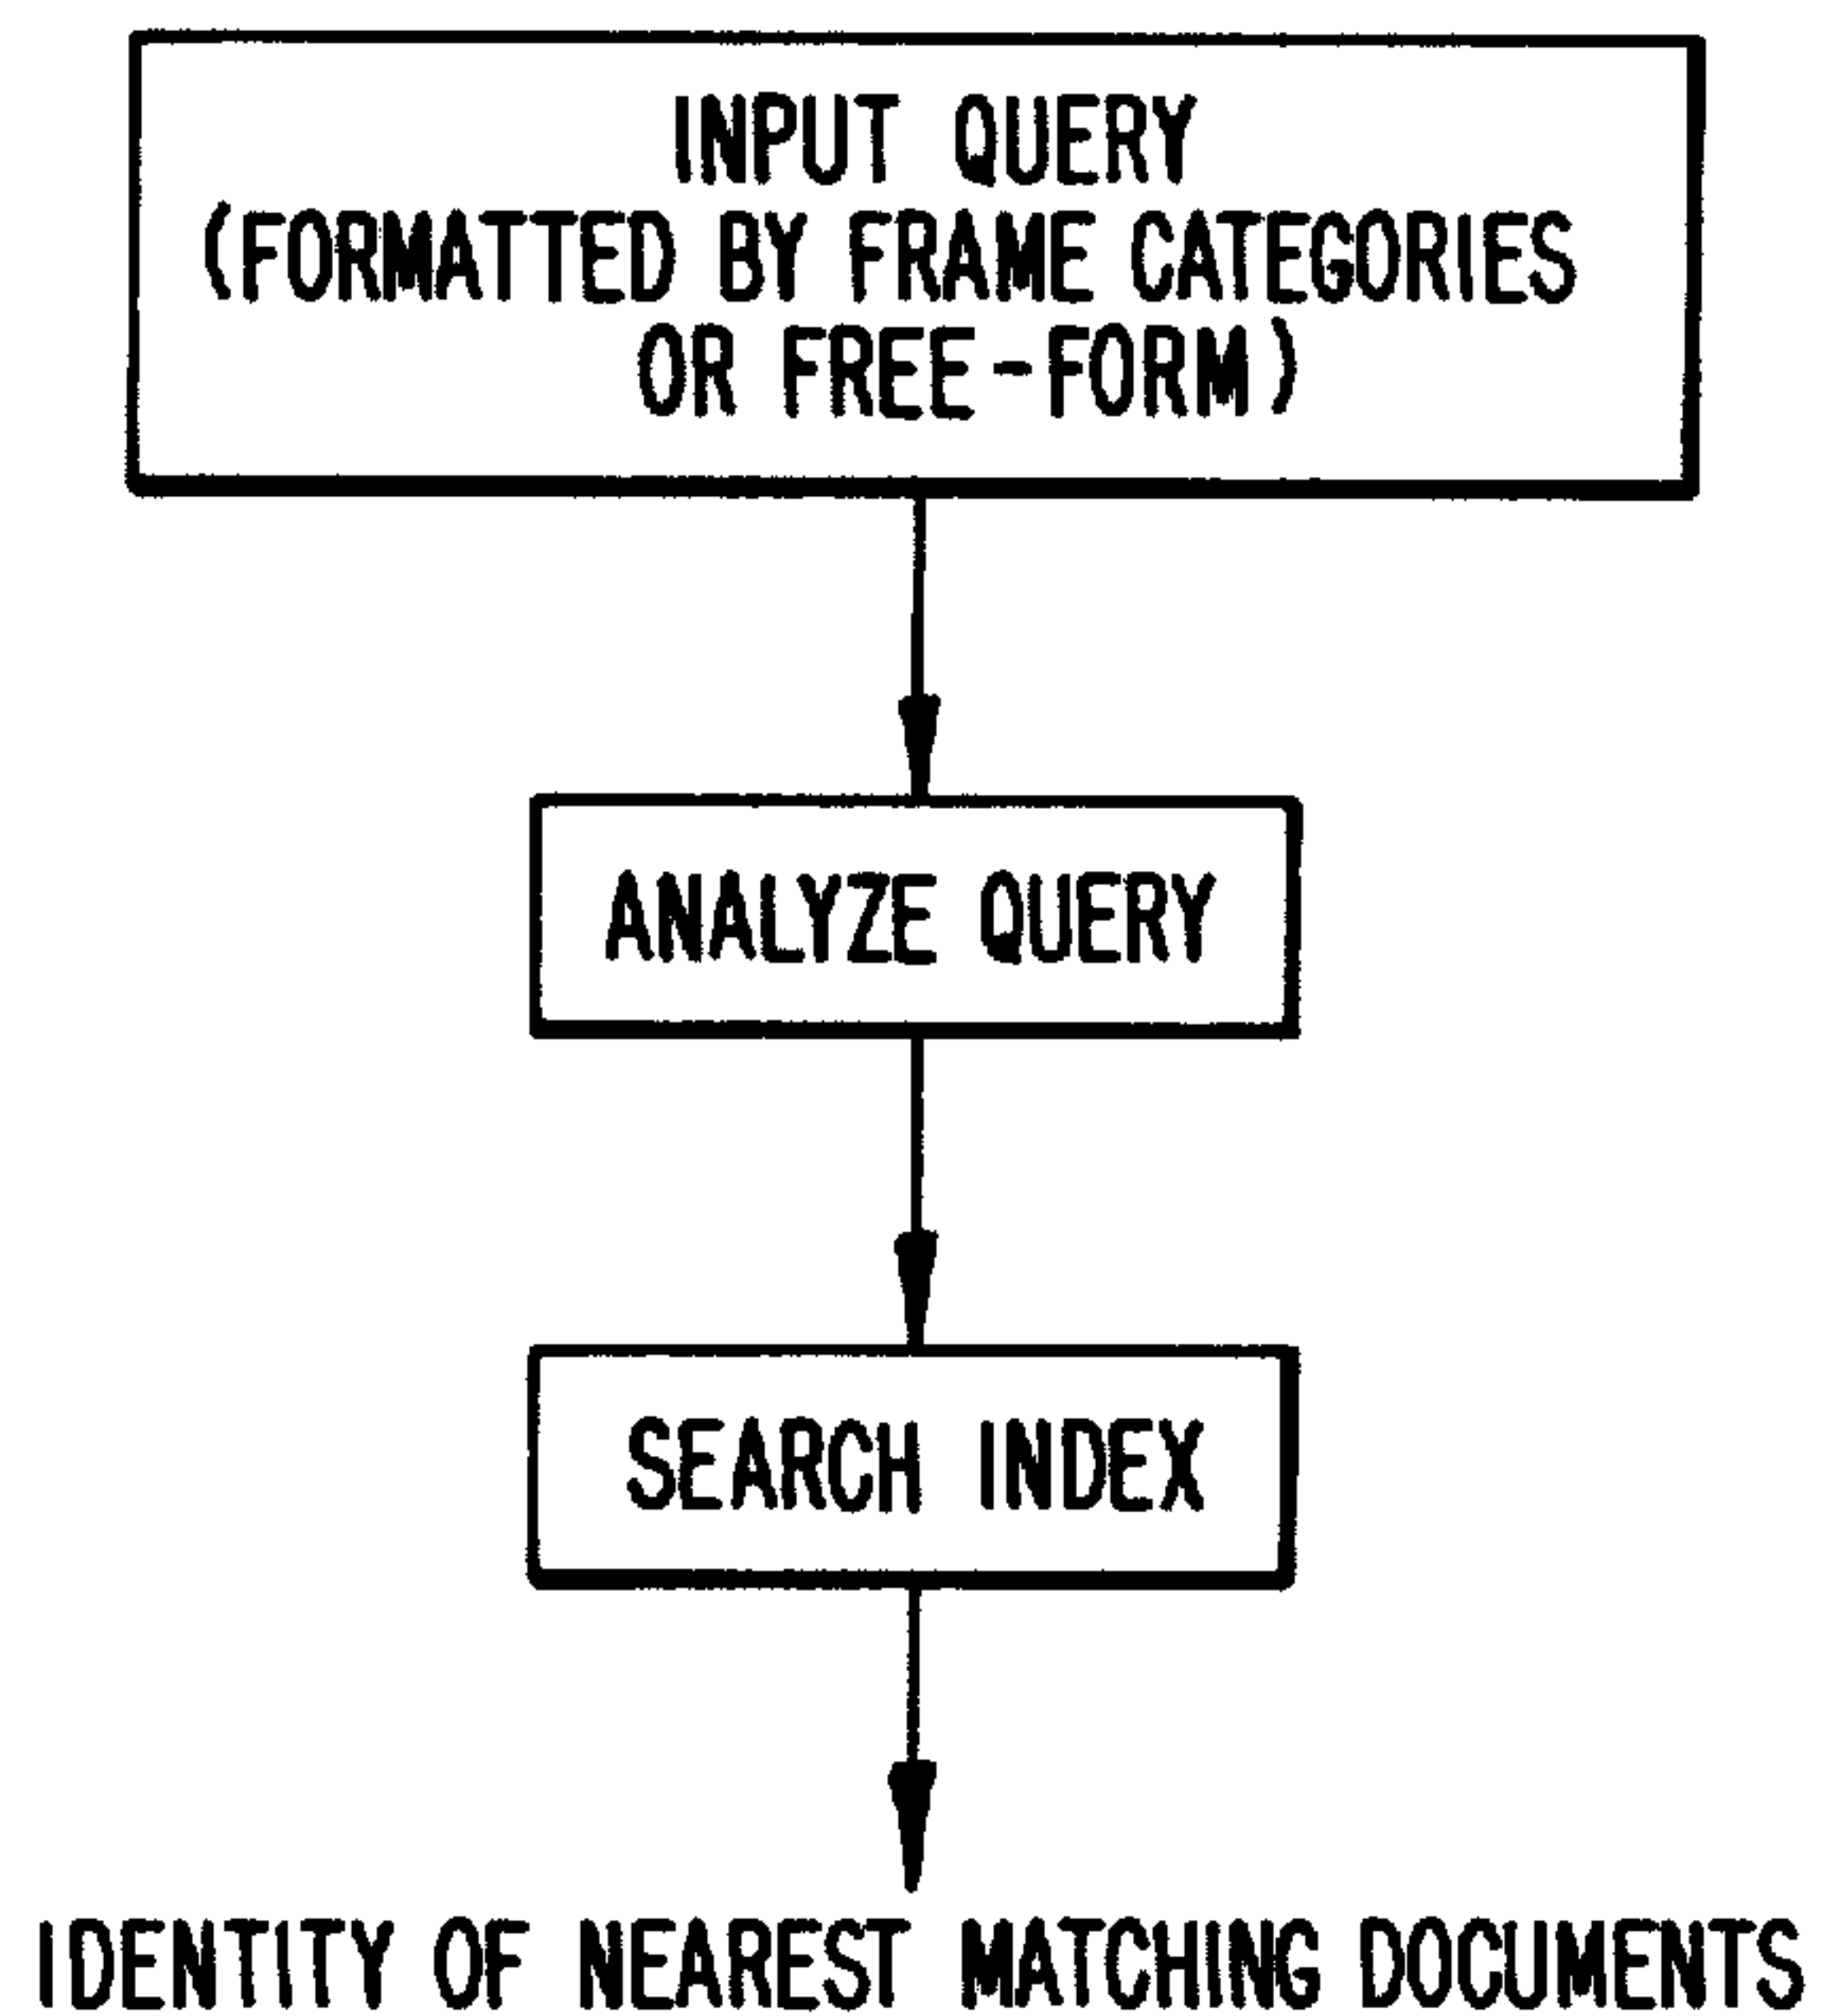 INPUT QUERY
(FORMATTED BY FRAME CATEGORIES
OR FREE-FORM)
ANALYZE QUERY
SEARCH INDEX
IDENTITY OF NEAREST MATCHING DOCUMENTS